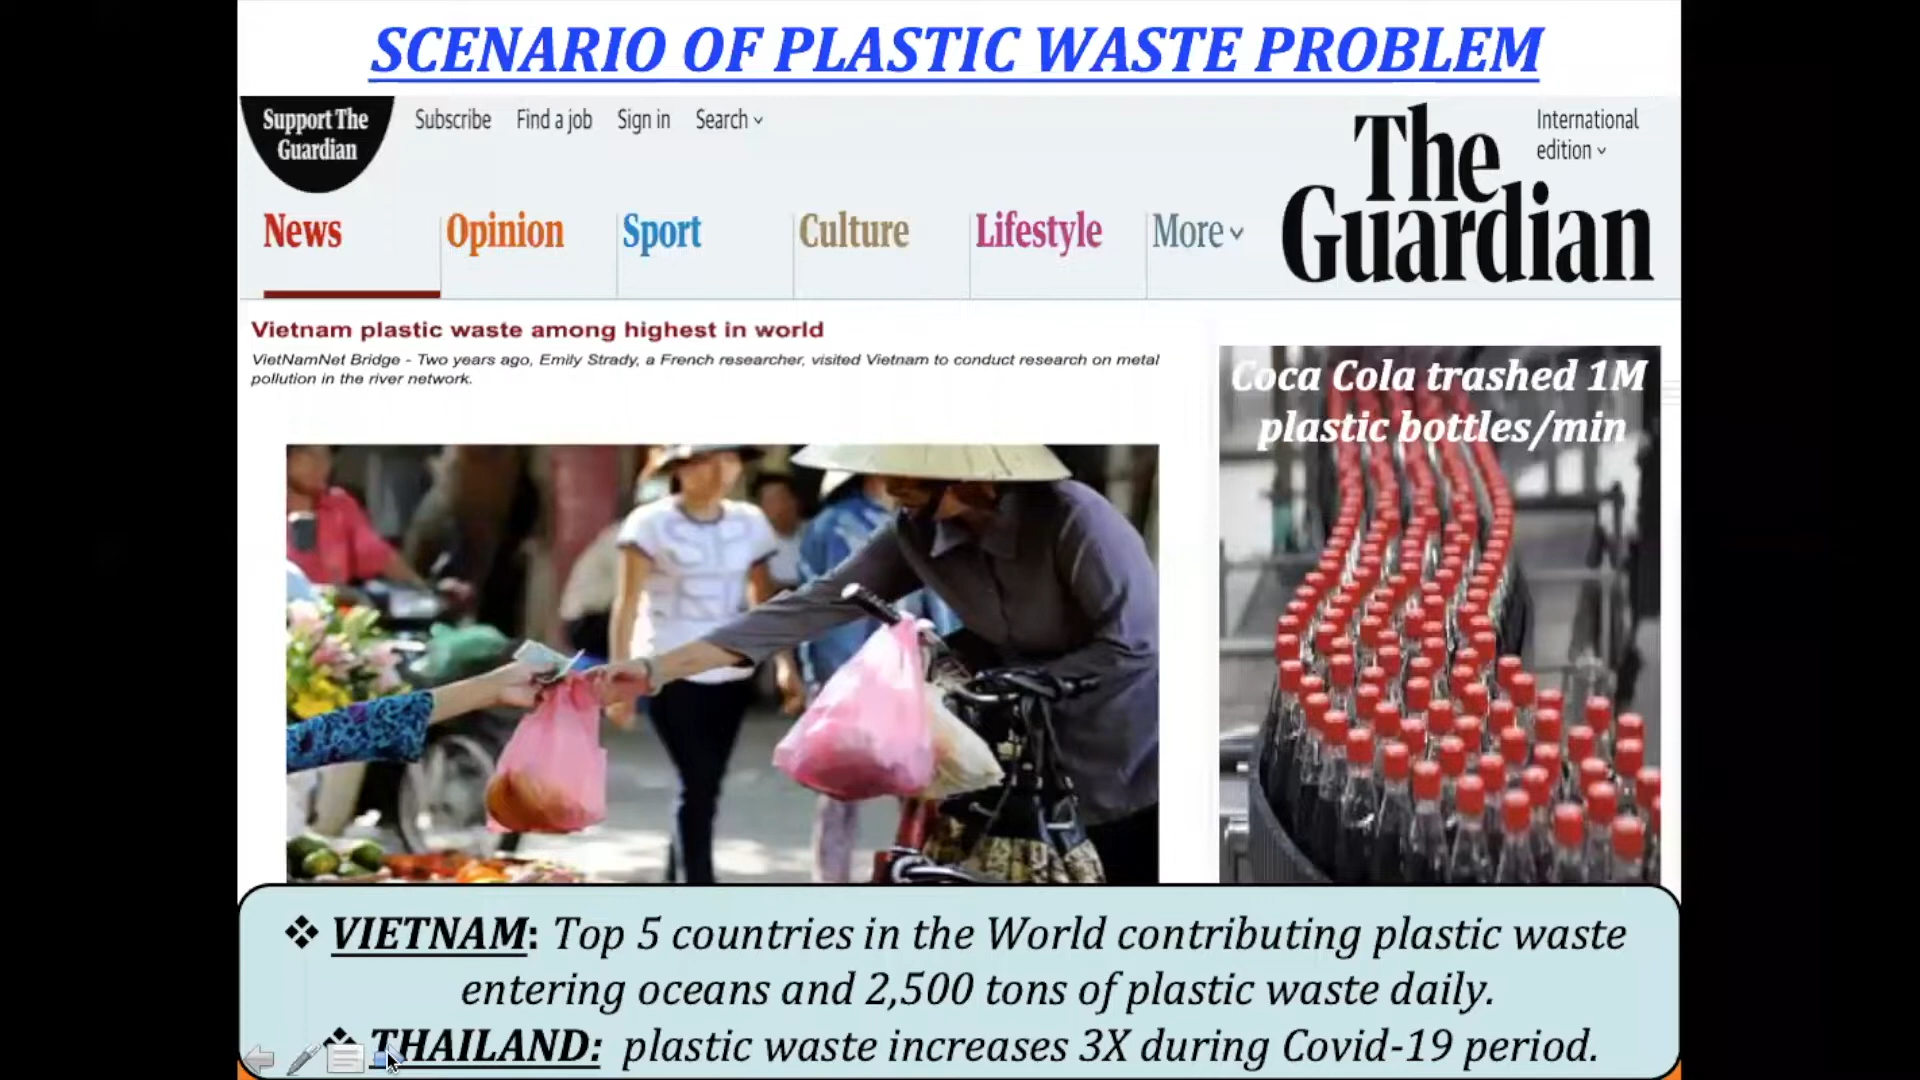 SCENARIO OF PLASTIC WASTE PROBLEM
Support The
Guardian
Subscribe
Find a job
Sign in
Search
The
Guardian
International
edition
News
Opinion
Sport
Culture
Lifestyle
More
Vietnam plastic waste among highest in world
VietNamNet Bridge - Two years ago, Emily Strady, a French researcher, visited Vietnam to conduct research on metal
pollution in the river network.
Coca Cola trashed 1M
plastic bottles/min
❖ VIETNAM: Top 5 countries in the World contributing plastic waste
entering oceans and 2,500 tons of plastic waste daily.
❖ THAILAND: plastic waste increases 3X during Covid-19 period.